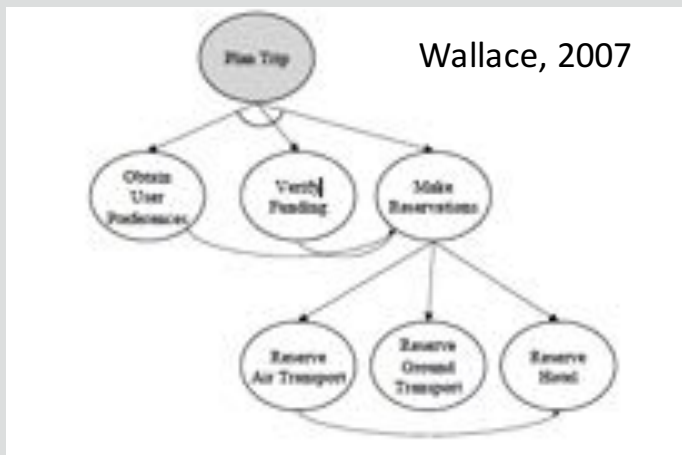 Wallace, 2007
Plan Trip
Obtain
User
Preferences
Verify
Funding
Make
Reservations
Reserve
Air Transport
Reserve
Ground
Transport
Reserve
Hotel